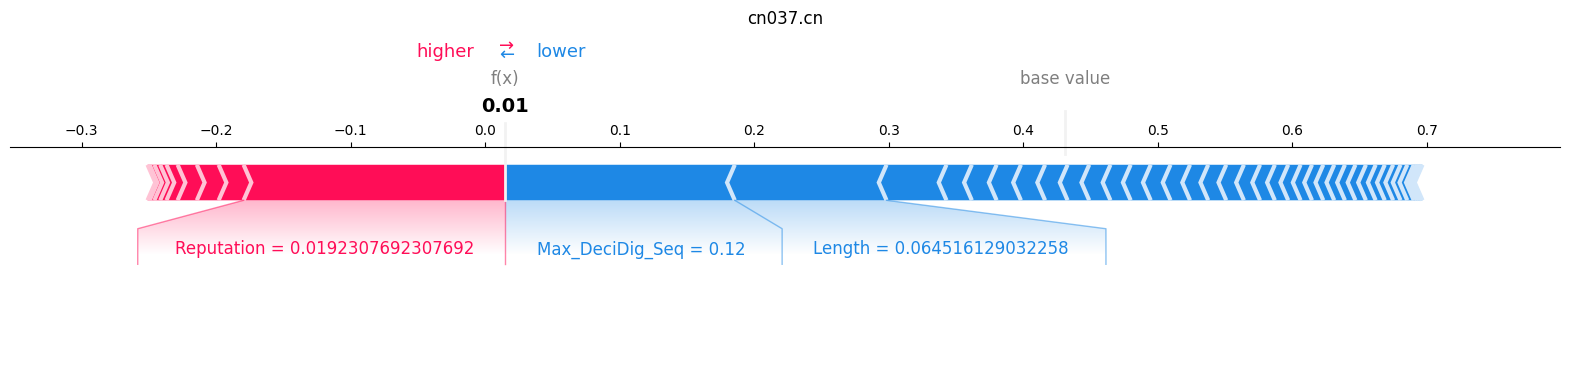 cn037.cn
higher → ← lower
f(x) base value
0.01
−0.3 −0.2 −0.1 0.0 0.1 0.2 0.3 0.4 0.5 0.6 0.7
Reputation = 0.0192307692307692 Max_DeciDig_Seq = 0.12 Length = 0.064516129032258